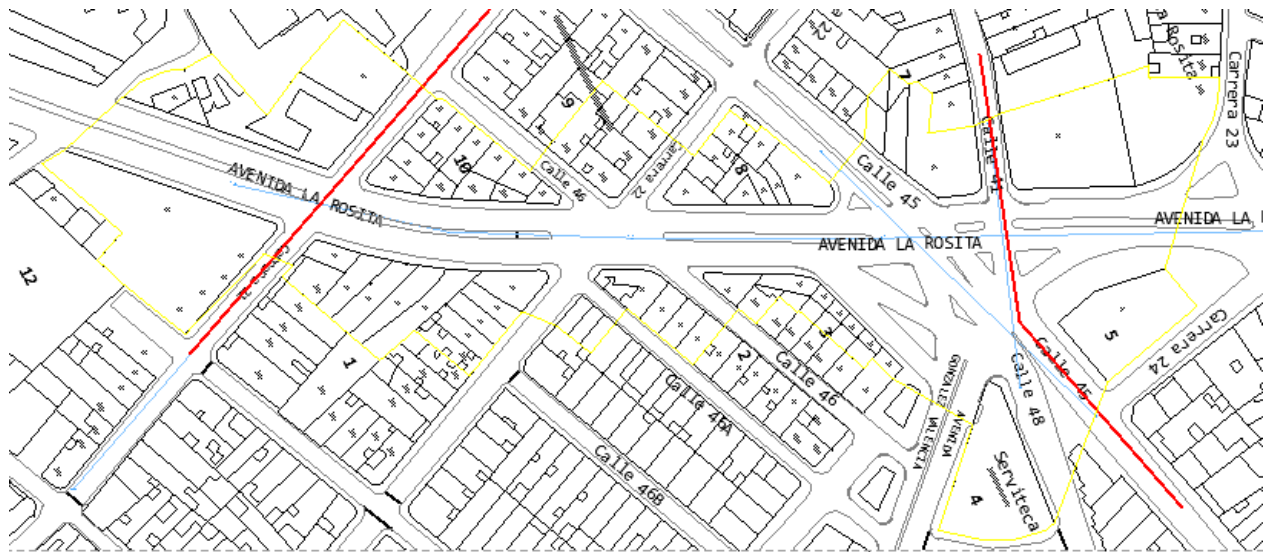 22
Rosita
7
Carrera 23
9
Calle 41
10
Calle 46
Carrera 22
8
Calle 45
AVENIDA LA ROSITA
AVENIDA LA
AVENIDA LA ROSITA
12
1
2
3
5
Carrera 24
Calle 45
Calle 46
Calle 48
Calle 46A
GONZALEZ VALENCIA
AVENIDA
Calle 46B
Serviteca
4